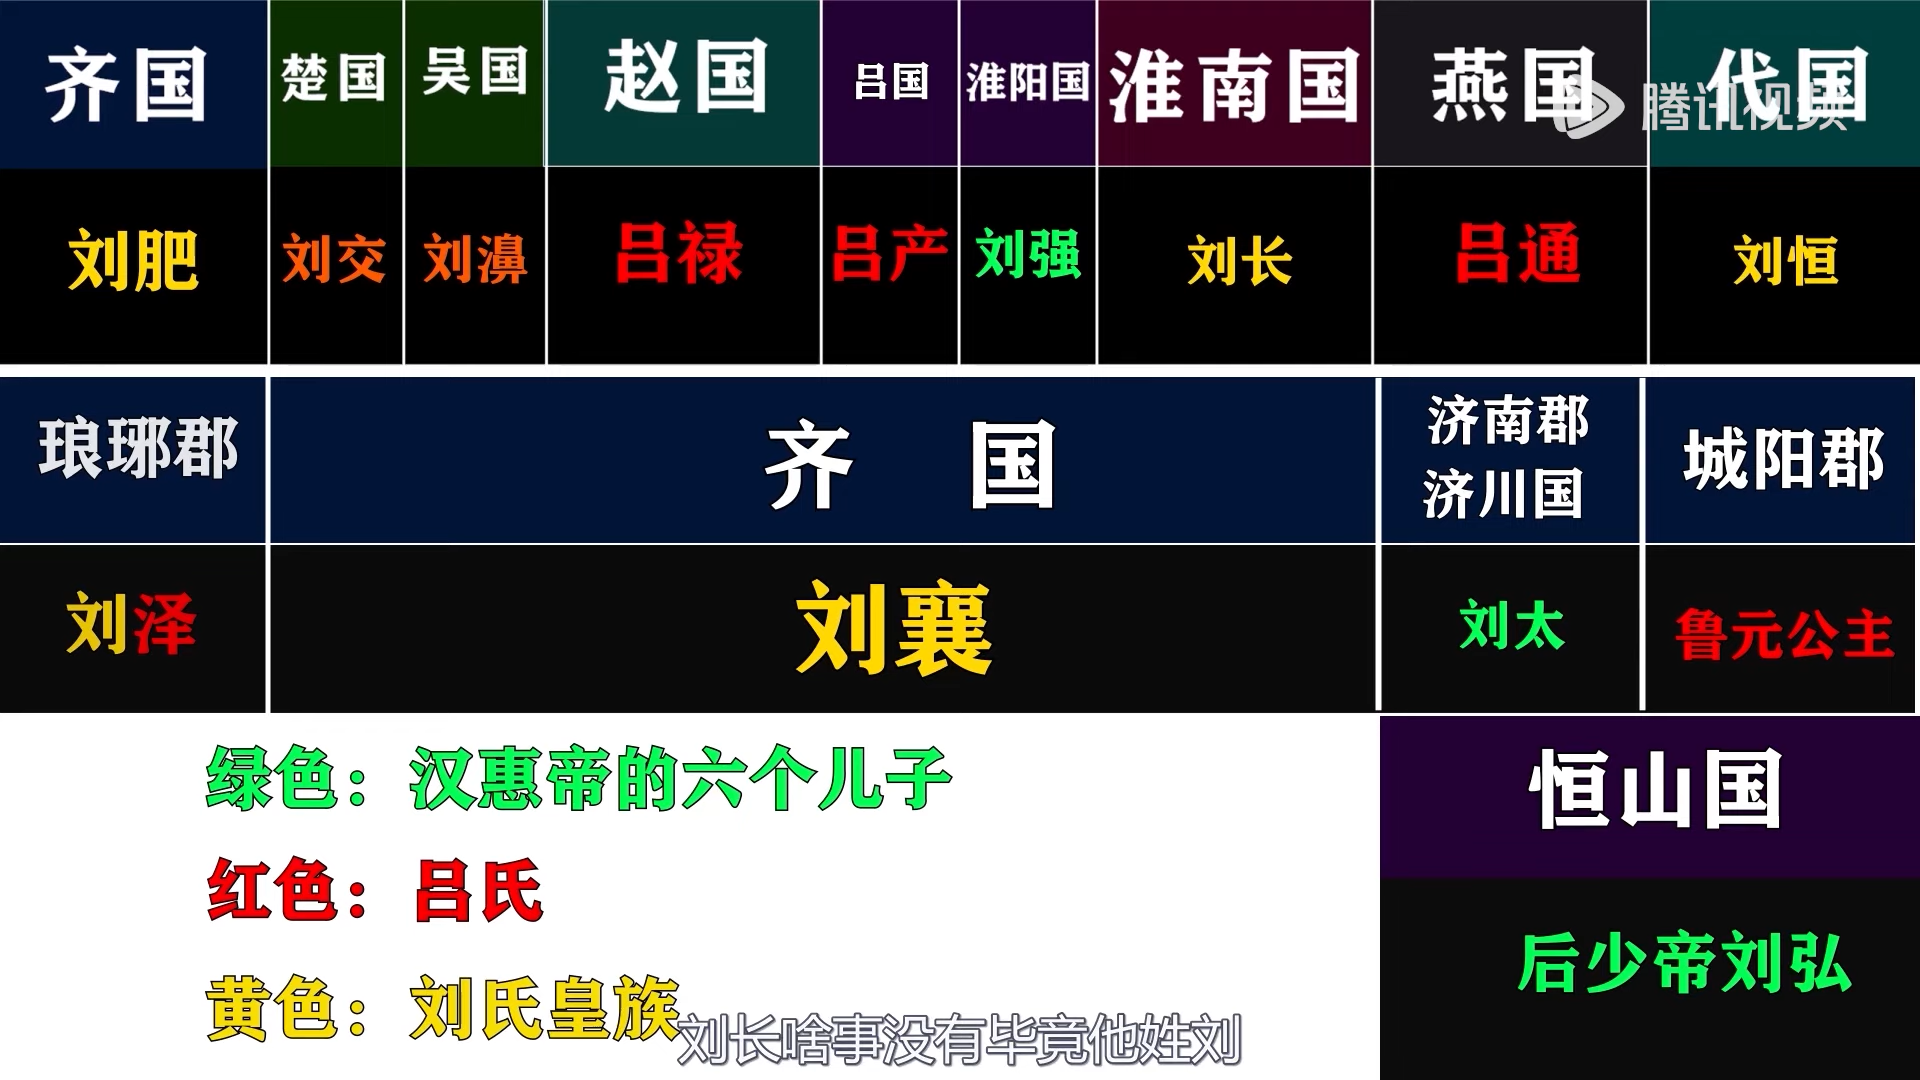 齐国 楚国 吴国 赵国 吕国 淮阳国 淮南国 燕国 代国
腾讯视频
刘肥 刘交 刘濞 吕禄 吕产 刘强 刘长 吕通 刘恒
琅琊郡 齐国 济南郡 城阳郡
济川国
刘泽 刘襄 刘太 鲁元公主
绿色：汉惠帝的六个儿子
恒山国
红色：吕氏
后少帝刘弘
黄色：刘氏皇族
刘长啥事没有毕竟他姓刘